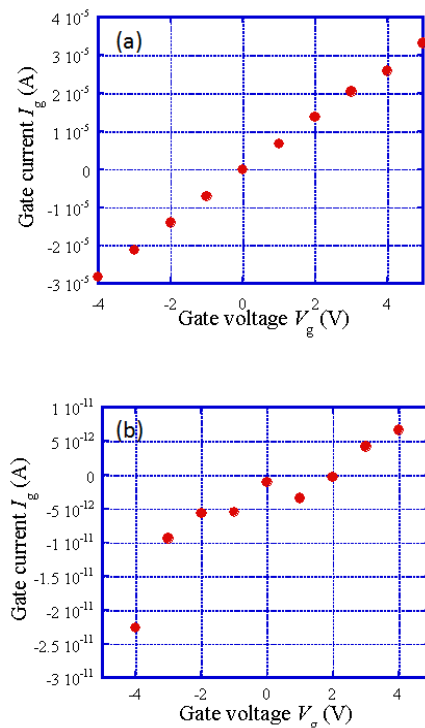 (a)
Gate current I_g (A)
4 10⁻⁵
3 10⁻⁵
2 10⁻⁵
1 10⁻⁵
0
-1 10⁻⁵
-2 10⁻⁵
-3 10⁻⁵
-4 -2 0 2 4
Gate voltage V_g (V)
(b)
Gate current I_g (A)
1 10⁻¹¹
5 10⁻¹²
0
-5 10⁻¹²
-1 10⁻¹¹
-1.5 10⁻¹¹
-2 10⁻¹¹
-2.5 10⁻¹¹
-3 10⁻¹¹
-4 -2 0 2 4
Gate voltage V_g (V)